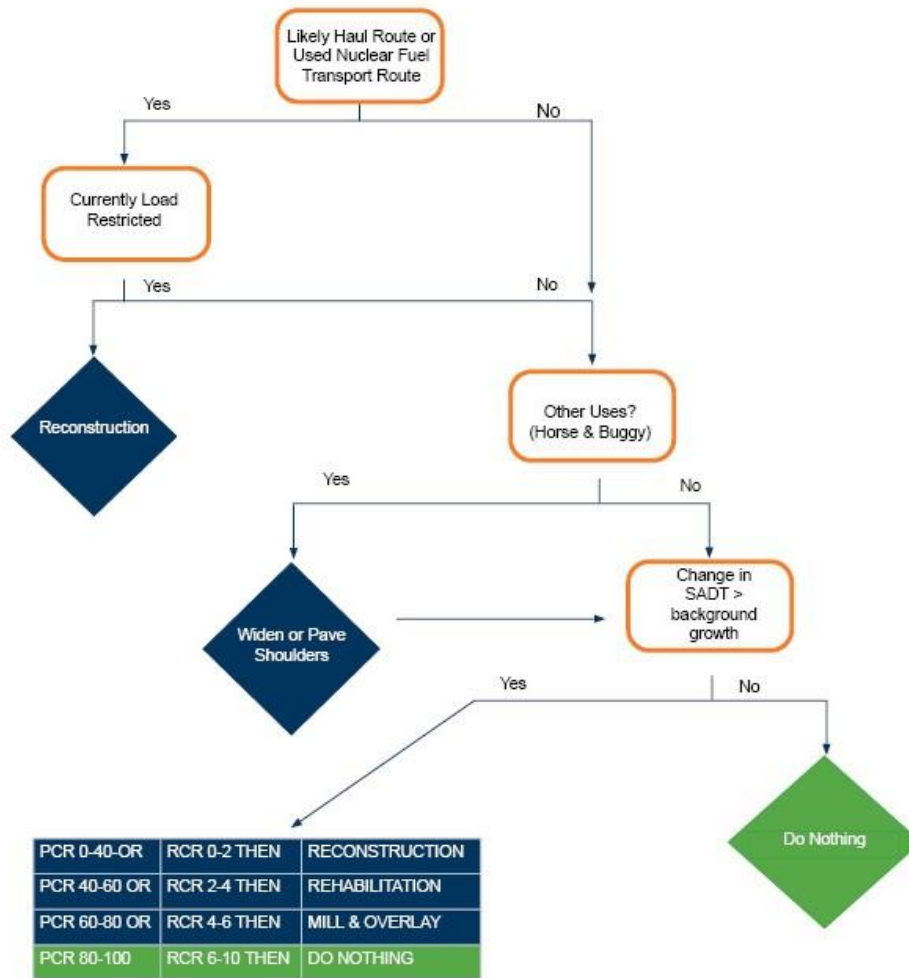 Likely Haul Route or
Used Nuclear Fuel
Transport Route
Yes
No
Currently Load
Restricted
Yes
No
Reconstruction
Other Uses?
(Horse & Buggy)
Yes
No
Change in
SADT >
background
growth
Widen or Pave
Shoulders
Yes
No
Do Nothing
PCR 0-40-OR RCR 0-2 THEN RECONSTRUCTION
PCR 40-60 OR RCR 2-4 THEN REHABILITATION
PCR 60-80 OR RCR 4-6 THEN MILL & OVERLAY
PCR 80-100 RCR 6-10 THEN DO NOTHING